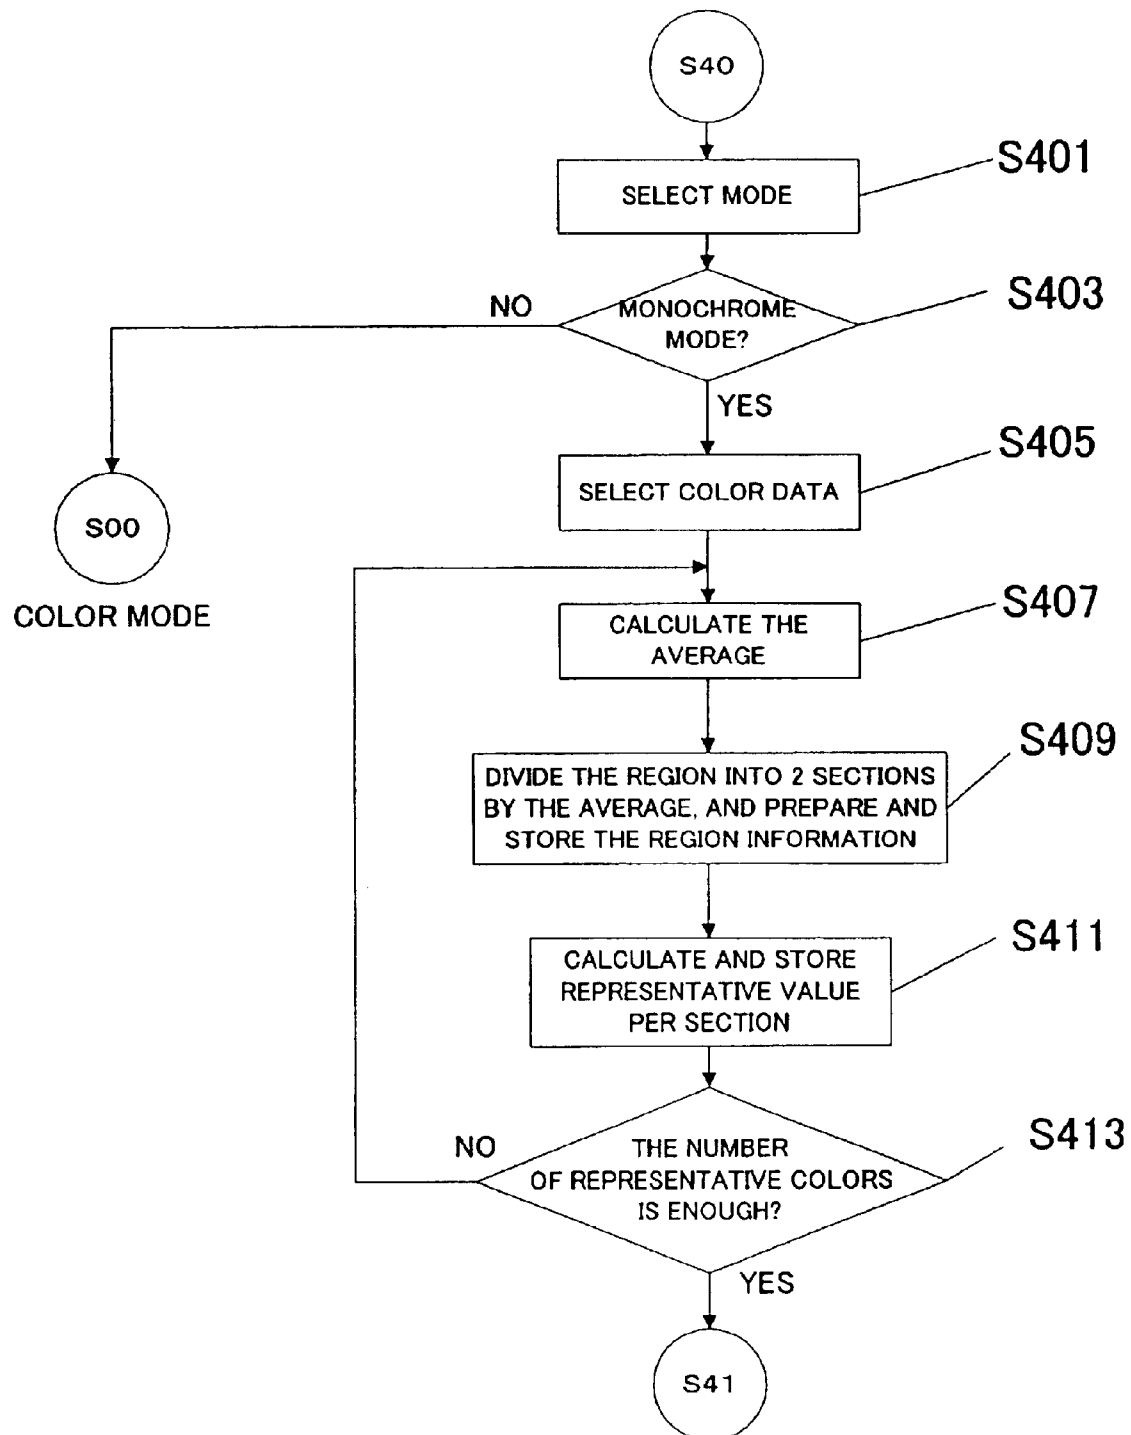 S40
S401
SELECT MODE
S403
NO
MONOCHROME
MODE?
YES
S405
SELECT COLOR DATA
S00
COLOR MODE
S407
CALCULATE THE
AVERAGE
S409
DIVIDE THE REGION INTO 2 SECTIONS
BY THE AVERAGE, AND PREPARE AND
STORE THE REGION INFORMATION
S411
CALCULATE AND STORE
REPRESENTATIVE VALUE
PER SECTION
S413
NO
THE NUMBER
OF REPRESENTATIVE COLORS
IS ENOUGH?
YES
S41